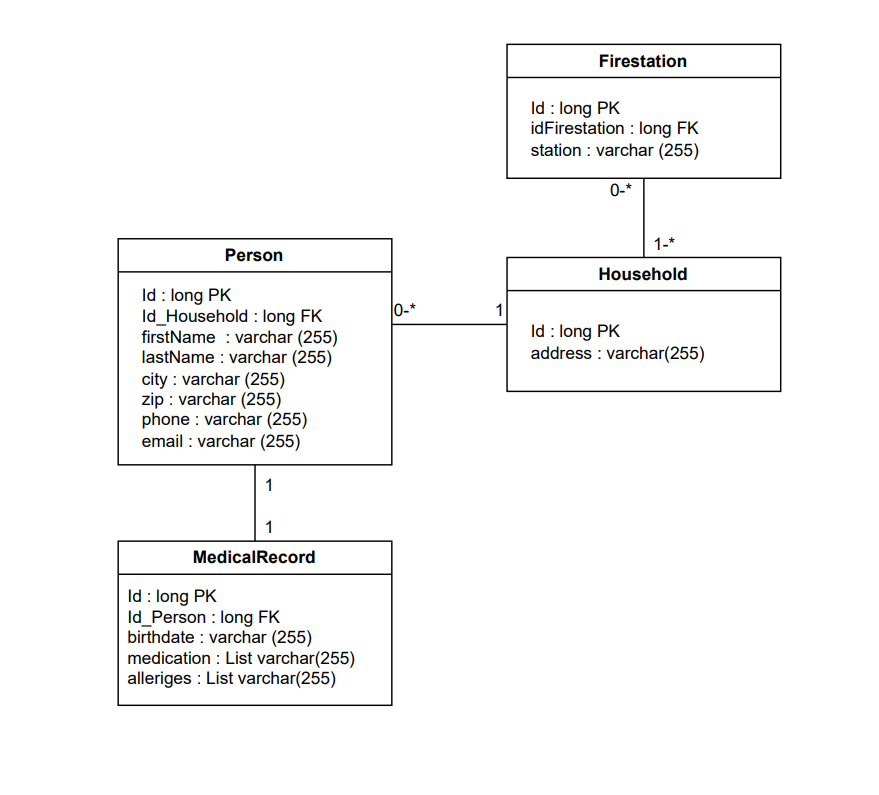 Firestation
Id : long PK
idFirestation : long FK
station : varchar (255)
0-*
1-*
Household
Id : long PK
address : varchar(255)
Person
Id : long PK
Id_Household : long FK
firstName  : varchar (255)
lastName : varchar (255)
city : varchar (255)
zip : varchar (255)
phone : varchar (255)
email : varchar (255)
0-*
1
1
1
MedicalRecord
Id : long PK
Id_Person : long FK
birthdate : varchar (255)
medication : List varchar(255)
alleriges : List varchar(255)